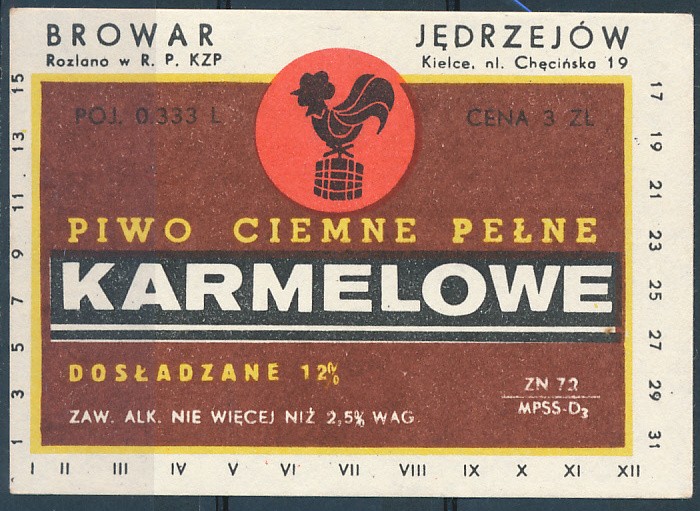 BROWAR JĘDRZEJÓW
Rozlano w R. P. KZP Kielce, nl. Chęcińska 19
POJ. 0.333 L CENA 3 ZŁ
PIWO CIEMNE PEŁNE
KARMELOWE
DOSŁADZANE 12%
ZAW. ALK. NIE WIĘCEJ NIŻ 2,5% WAG.
ZN 72
MPSS-D3
1 3 5 7 9 11 13 15
17 19 21 23 25 27 29 31
I II III IV V VI VII VIII IX X XI XII